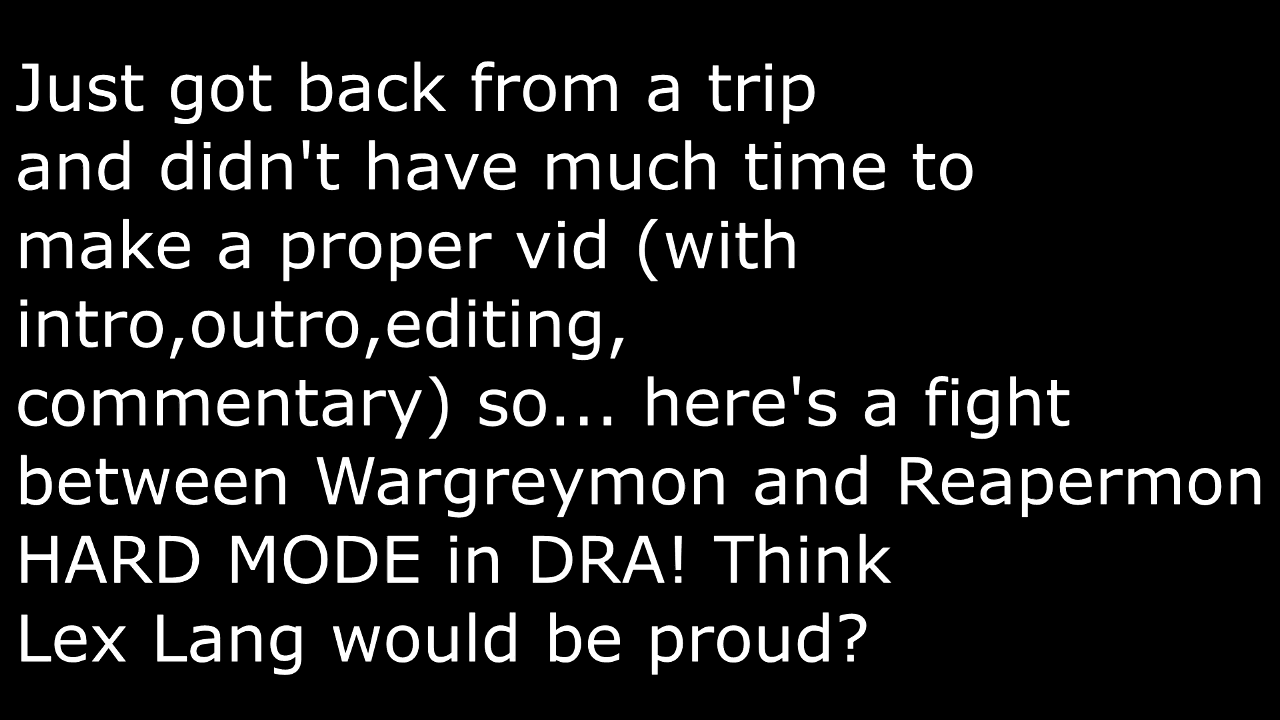 Just got back from a trip
and didn't have much time to
make a proper vid (with
intro,outro,editing,
commentary) so... here's a fight
between Wargreymon and Reapermon
HARD MODE in DRA! Think
Lex Lang would be proud?